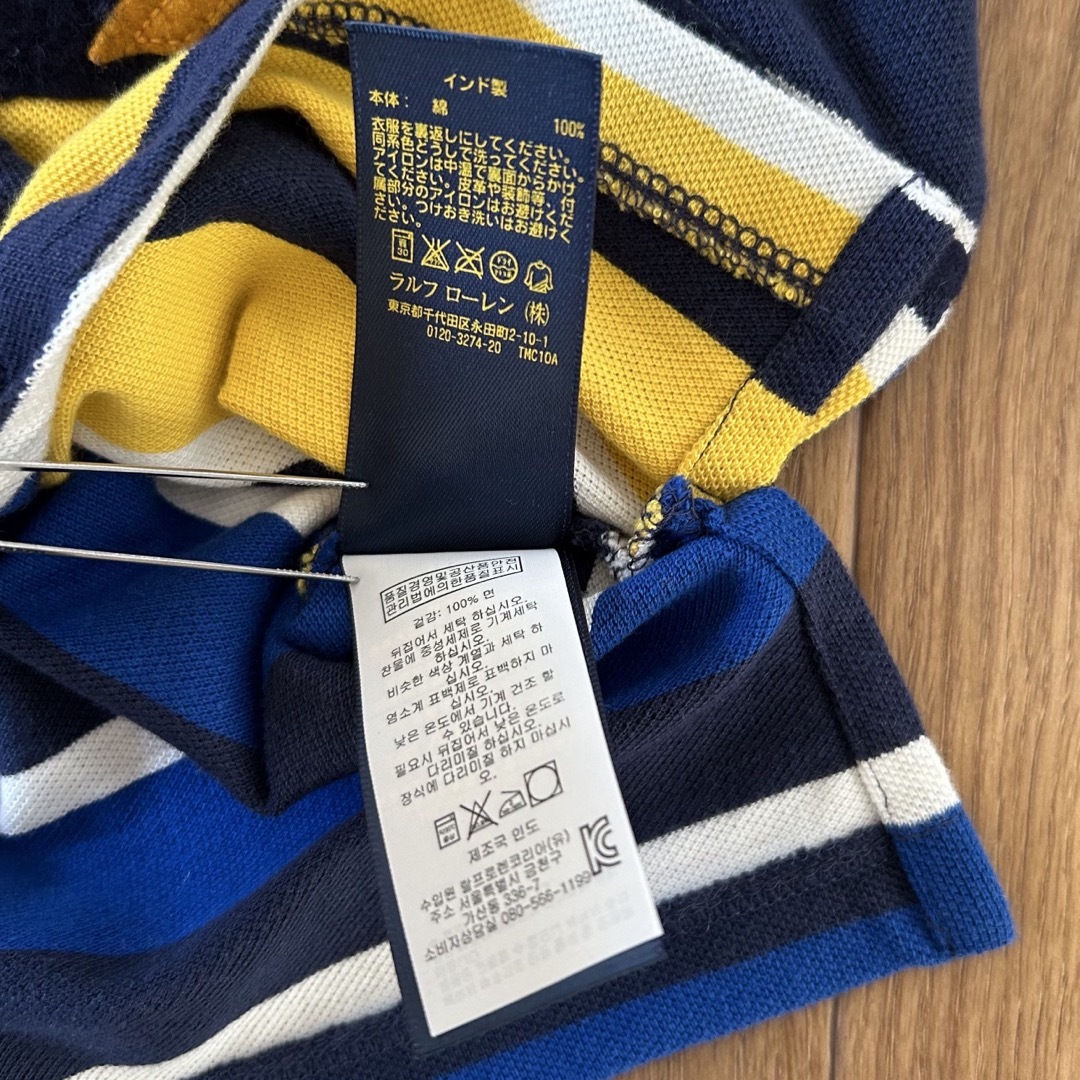 インド製
本体： 綿 100%
衣服を裏返しにしてください。
同系色どうしで洗ってください。
アイロンは中温で裏面からかけ
てください。皮革や装飾等、付
属部分のアイロンはお避けくだ
さい。つけおき洗いはお避けく
ださい。
ドライ
ラルフ ローレン (株)
東京都千代田区永田町2-10-1
0120-3274-20 TMC10A
품질경영및공산품안전
관리법에의한품질표시
겉감: 100% 면
뒤집어서 세탁 하십시오.
찬물에 중성세제로 기계세탁
하십시오.
비슷한 색상 계열과 세탁 하
십시오.
염소계 표백제로 표백하지 마
십시오.
낮은 온도에서 기계 건조 할
수 있습니다.
필요시 뒤집어서 낮은 온도로
다리미질 하십시오.
장식에 다리미질 하지 마십시
오.
제조국 인도
수입원 랄프로렌코리아(유)
주소 서울특별시 금천구
가산동 336-7
소비자상담실 080-566-1199